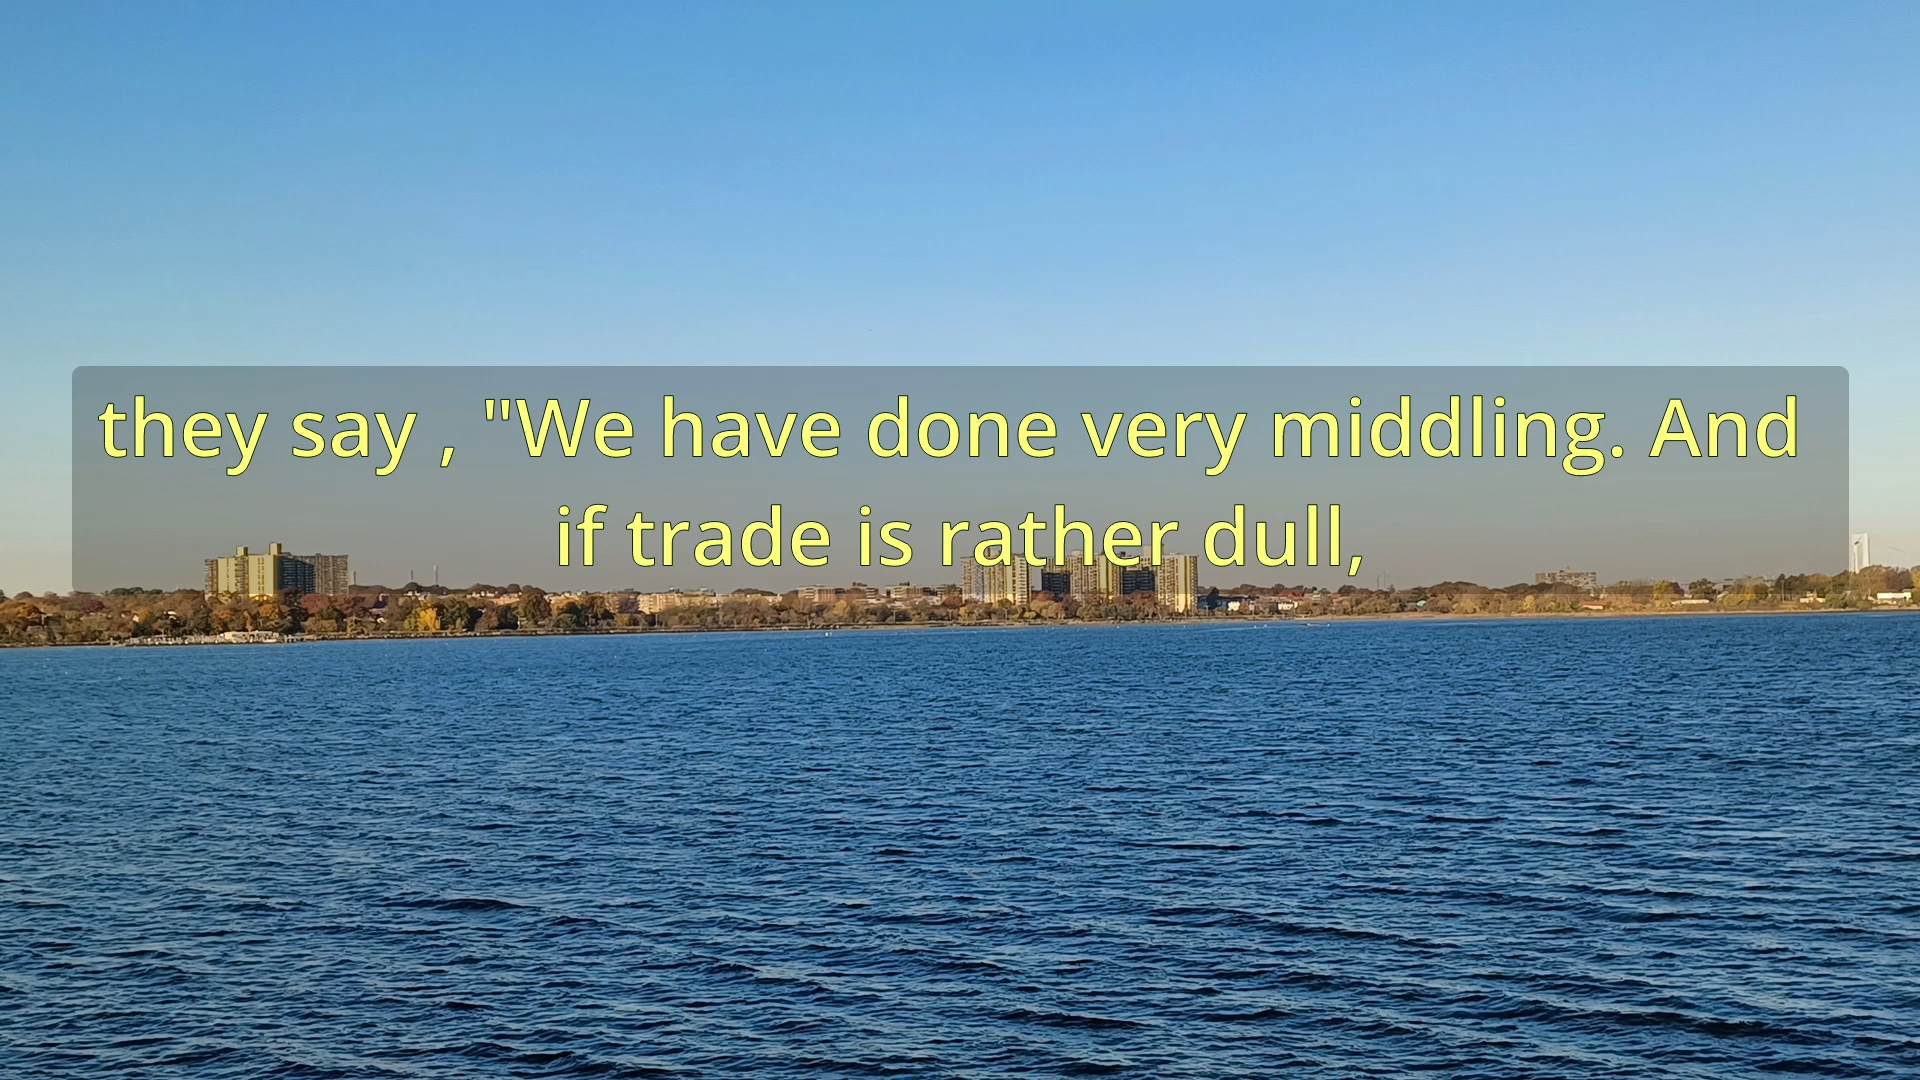 they say , "We have done very middling. And
if trade is rather dull,